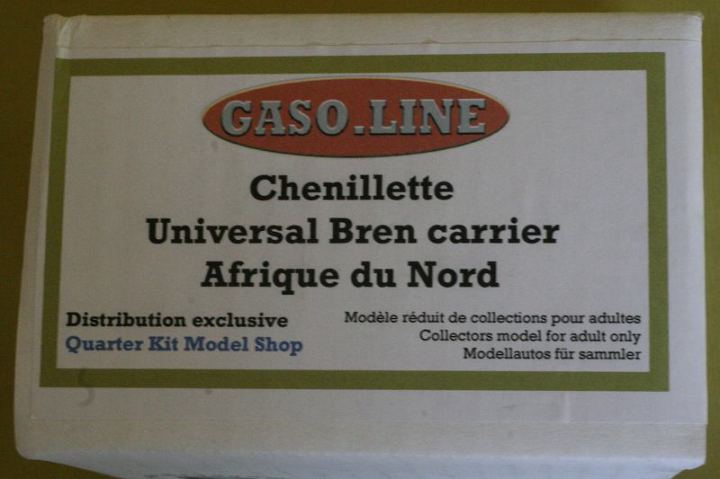 GASO.LINE
Chenillette
Universal Bren carrier
Afrique du Nord
Distribution exclusive
Quarter Kit Model Shop
Modèle réduit de collections pour adultes
Collectors model for adult only
Modellautos für sammler